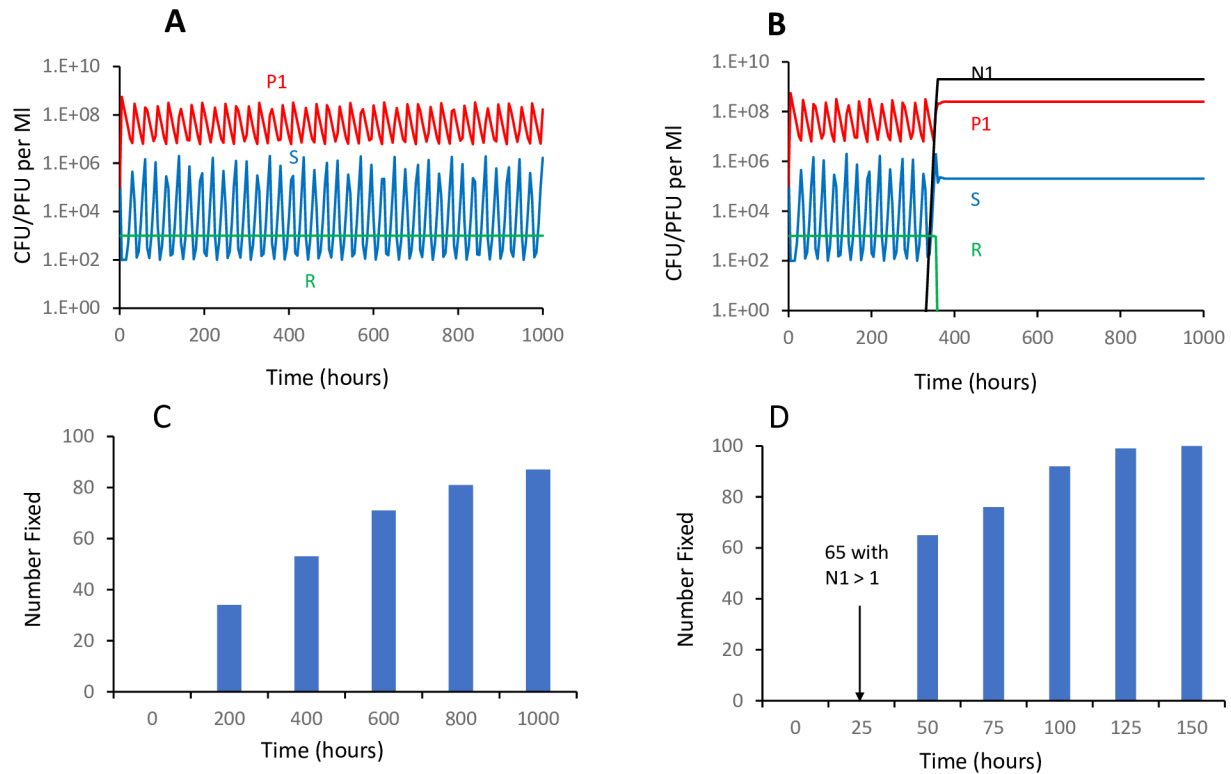 A
1.E+10
1.E+08
1.E+06
1.E+04
1.E+02
1.E+00
CFU/PFU per Ml
P1
S
R
0 200 400 600 800 1000
Time (hours)
B
1.E+10
1.E+08
1.E+06
1.E+04
1.E+02
1.E+00
CFU/PFU per Ml
N1
P1
S
R
0 200 400 600 800 1000
Time (hours)
C
100
80
60
40
20
0
Number Fixed
0 200 400 600 800 1000
Time (hours)
D
100
80
60
40
20
0
Number Fixed
65 with
N1 > 1
0 25 50 75 100 125 150
Time (hours)